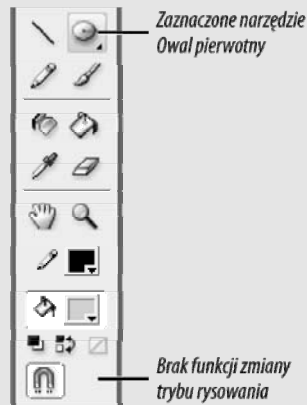 Zaznaczone narzędzie
Owal pierwotny
Brak funkcji zmiany
trybu rysowania